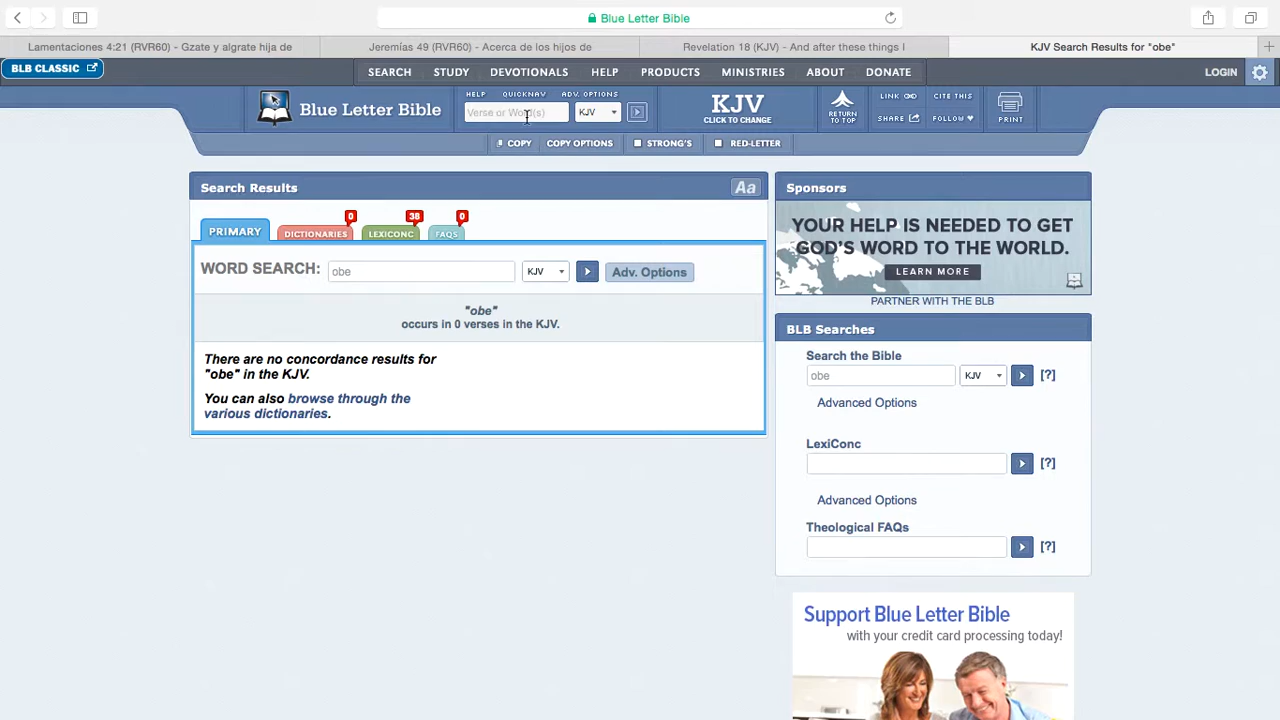 Blue Letter Bible
Lamentaciones 4:21 (RVR60) - Gzate y algrate hija de
Jeremías 49 (RVR60) - Acerca de los hijos de
Revelation 18 (KJV) - And after these things I
KJV Search Results for "obe"
BLB CLASSIC
SEARCH STUDY DEVOTIONALS HELP PRODUCTS MINISTRIES ABOUT DONATE
LOGIN
Blue Letter Bible
HELP QUICKNAV ADV. OPTIONS
Verse or Word(s) KJV
KJV
CLICK TO CHANGE
RETURN
TO TOP
LINK CITE THIS
SHARE FOLLOW
PRINT
COPY COPY OPTIONS STRONG'S RED-LETTER
Search Results
Aa
PRIMARY
DICTIONARIES 0
LEXICONC 38
FAQS 0
WORD SEARCH: obe KJV Adv. Options
"obe"
occurs in 0 verses in the KJV.
There are no concordance results for
"obe" in the KJV.
You can also browse through the
various dictionaries.
Sponsors
YOUR HELP IS NEEDED TO GET
GOD'S WORD TO THE WORLD.
LEARN MORE
PARTNER WITH THE BLB
BLB Searches
Search the Bible
obe KJV [?]
Advanced Options
LexiConc
[?]
Advanced Options
Theological FAQs
[?]
Support Blue Letter Bible
with your credit card processing today!